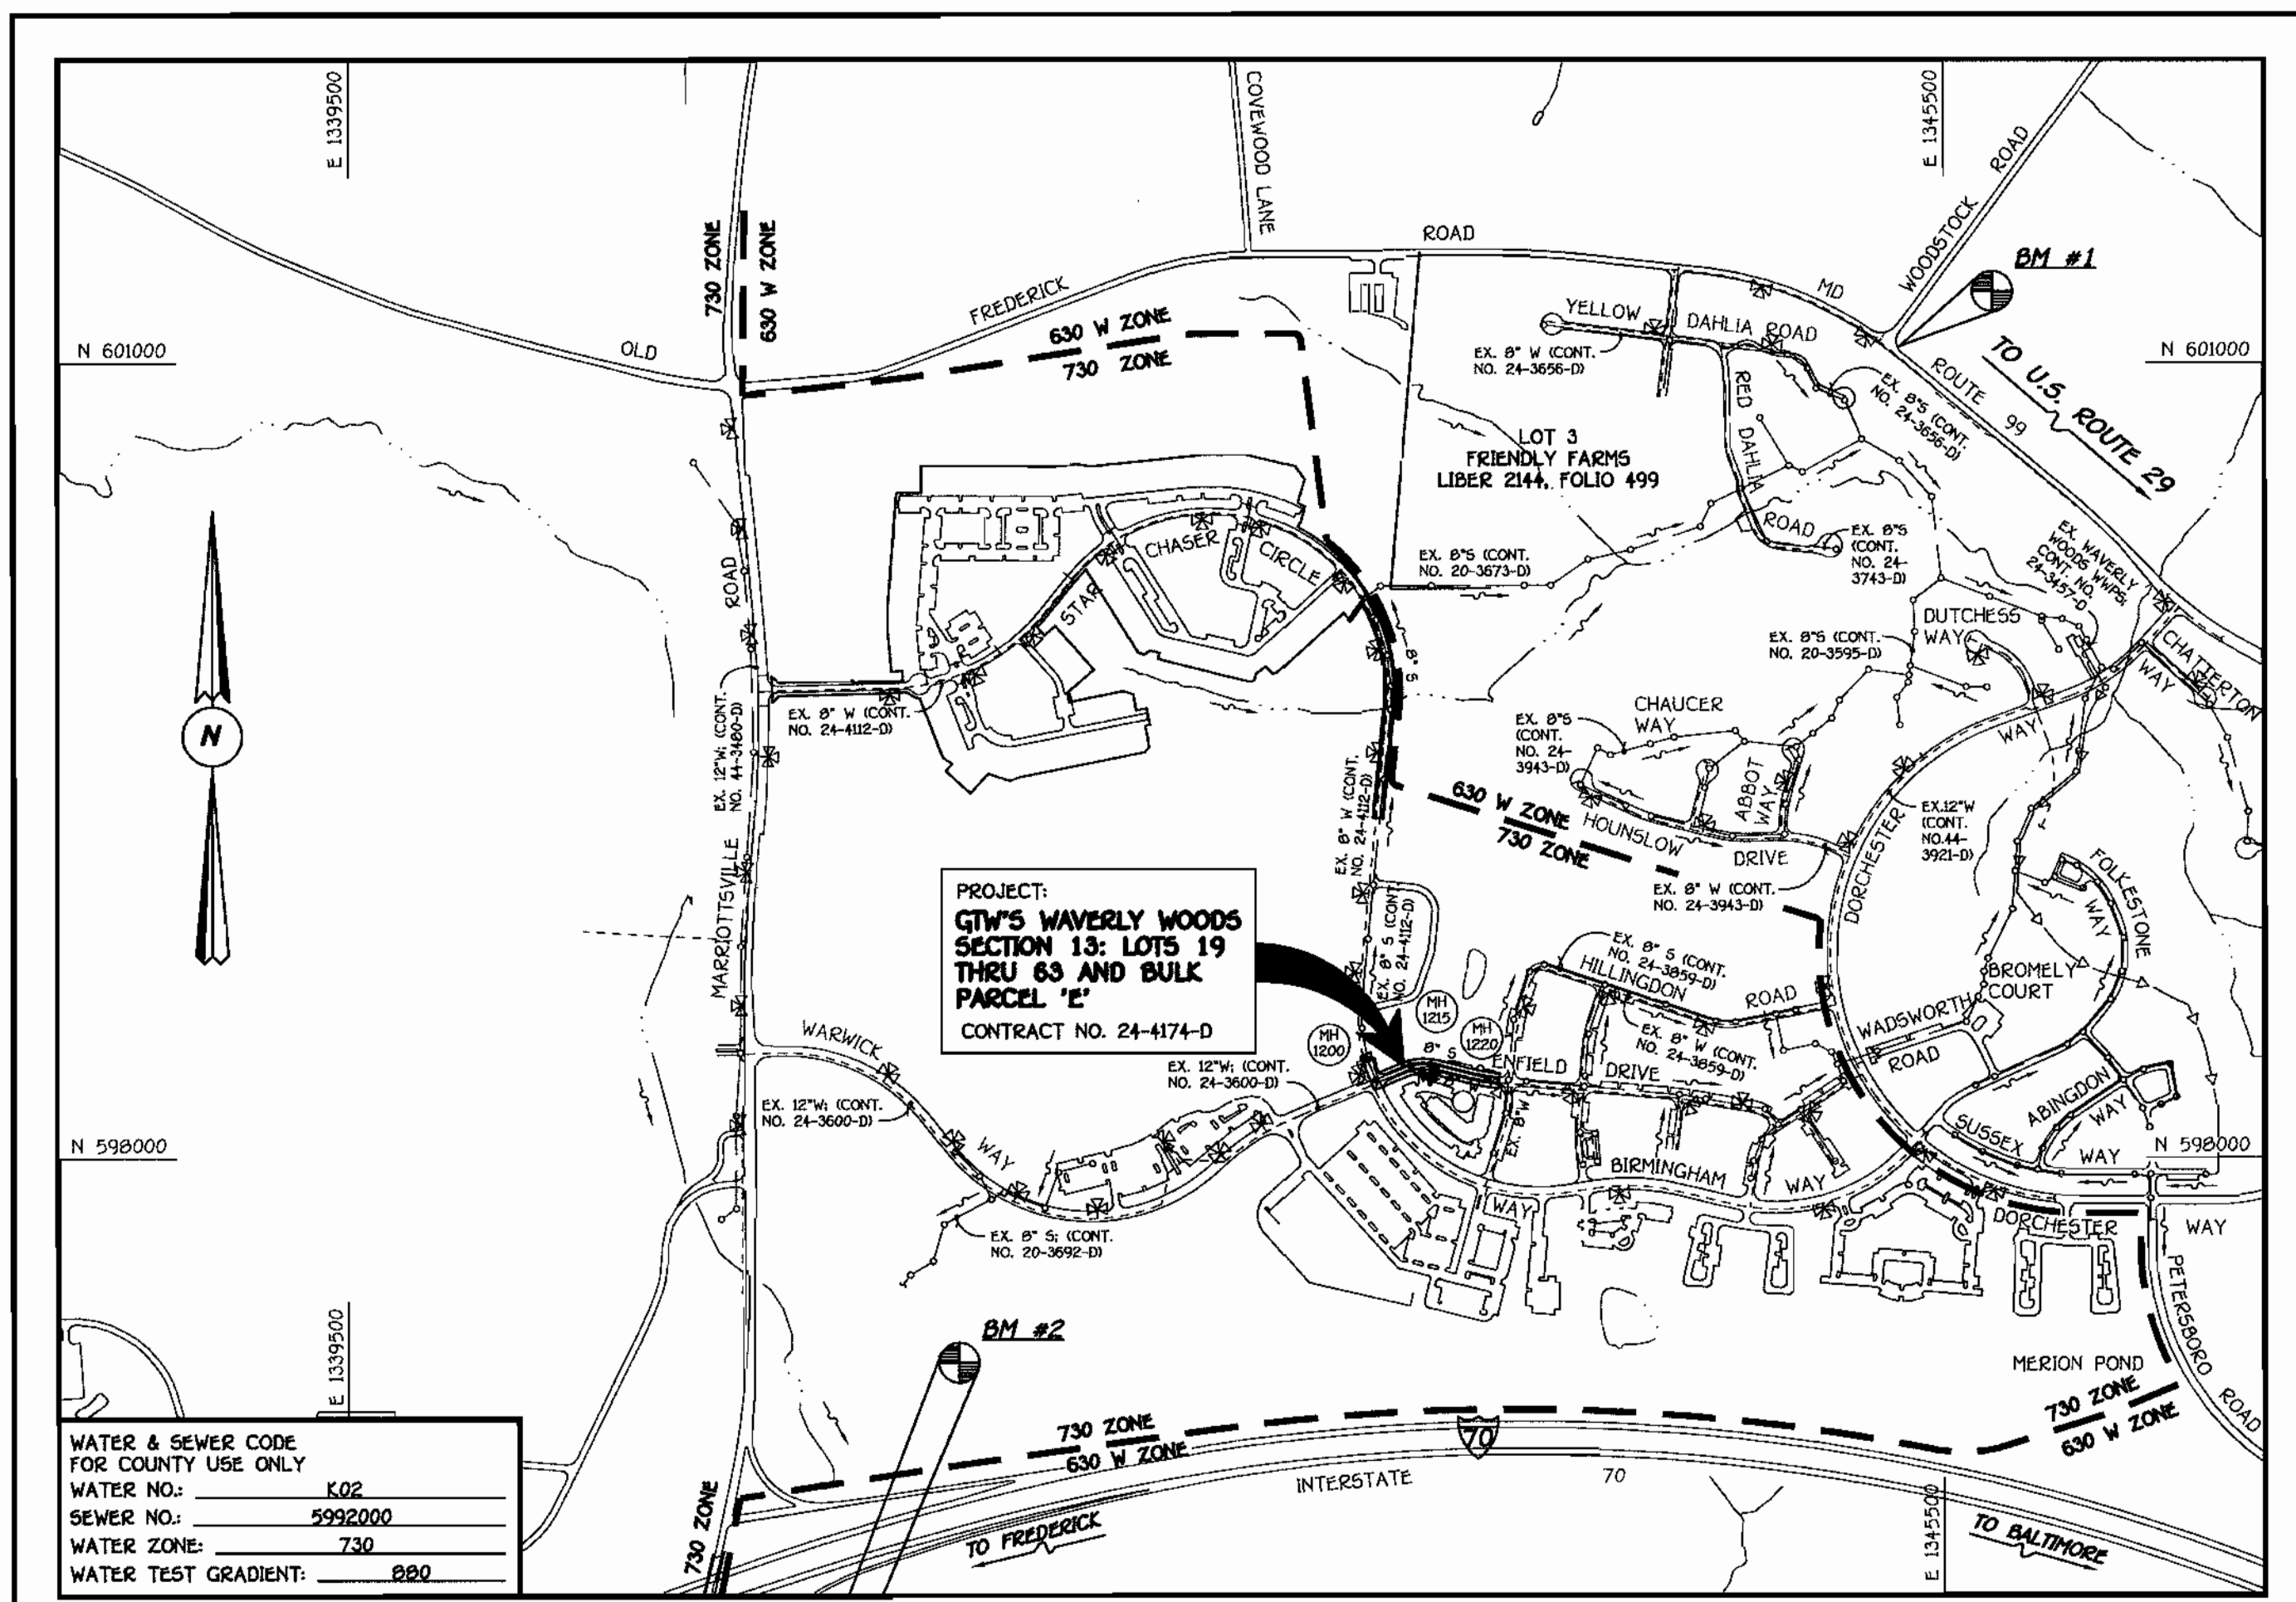 E 1339500
COVEWOOD LANE
E 1345500
WOODSTOCK ROAD
730 ZONE
630 W ZONE
ROAD
BM #1
FREDERICK
MD
N 601000
OLD
630 W ZONE
730 ZONE
YELLOW DAHLIA ROAD
EX. 8" W (CONT.
NO. 24-3656-D)
N 601000
ROUTE 99
TO U.S. ROUTE 29
RED DAHLIA ROAD
EX. 8"S (CONT.
NO. 24-3656-D)
LOT 3
FRIENDLY FARMS
LIBER 2144, FOLIO 499
EX. 8"S
(CONT.
NO. 24-
3743-D)
EX. WAVERLY
WOODS WWPS;
CONT. NO.
24-3457-D
STAR CHASER CIRCLE
EX. 8"S (CONT.
NO. 20-3673-D)
8" S
DUTCHESS
WAY
EX. 8"S (CONT.
NO. 20-3595-D)
CHATTERTON
WAY
ROAD
EX. 8" W (CONT.
NO. 24-4112-D)
EX. 12"W; (CONT.
NO. 44-3480-D)
CHAUCER
WAY
EX. 8"S
(CONT.
NO. 24-
3943-D)
WAY
N
EX. 8" W (CONT.
NO. 24-4112-D)
630 W ZONE
730 ZONE
ABBOT
WAY
HOUNSLOW
DRIVE
EX.12"W
(CONT.
NO.44-
3921-D)
DORCHESTER
FOLKESTONE
WAY
EX. 8" W (CONT.
NO. 24-3943-D)
MARRIOTTSVILLE
PROJECT:
GTW'S WAVERLY WOODS
SECTION 13: LOTS 19
THRU 63 AND BULK
PARCEL 'E'
CONTRACT NO. 24-4174-D
EX. 8" S (CONT
NO. 24-4112-D)
EX. 8" S (CONT.
NO. 24-3859-D)
HILLINGDON
ROAD
BROMELY
COURT
WADSWORTH
ROAD
MH
1215
MH
1220
MH
1200
WARWICK
WAY
8" S
8" W
ENFIELD
DRIVE
EX. 8" W (CONT.
NO. 24-3859-D)
EX. 12"W; (CONT.
NO. 24-3600-D)
EX. 12"W; (CONT.
NO. 24-3600-D)
EX. 8"W
ABINGDON
WAY
SUSSEX
WAY
N 598000
N 598000
BIRMINGHAM
WAY
WAY
DORCHESTER
WAY
EX. 8" S; (CONT.
NO. 20-3692-D)
PETERSBORO
ROAD
E 1339500
BM #2
MERION POND
730 ZONE
630 W ZONE
730 ZONE
630 W ZONE
70
INTERSTATE
70
730 ZONE
TO FREDERICK
E 1345500
TO BALTIMORE
WATER & SEWER CODE
FOR COUNTY USE ONLY
WATER NO.: K02
SEWER NO.: 5992000
WATER ZONE: 730
WATER TEST GRADIENT: 880